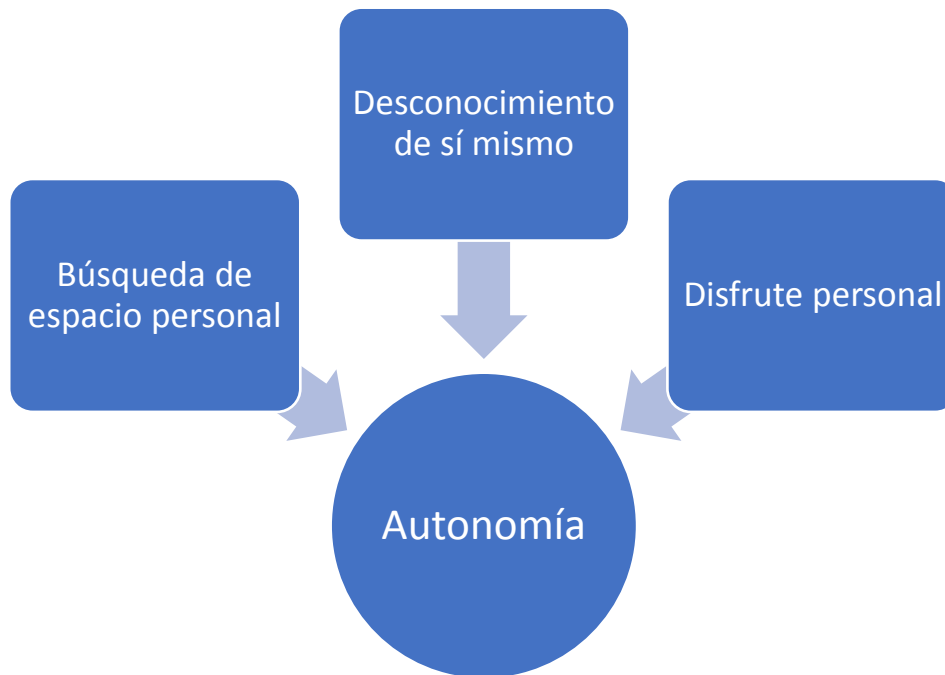 Desconocimiento
de sí mismo
Búsqueda de
espacio personal
Disfrute personal
Autonomía